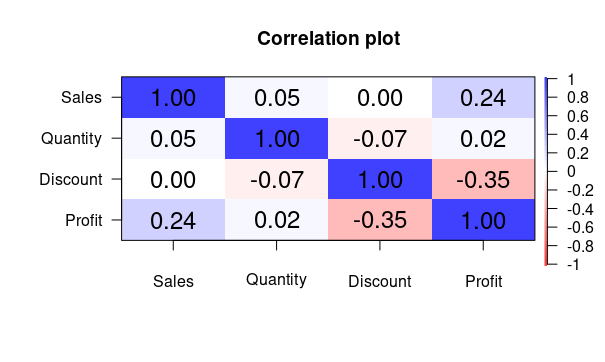 Correlation plot
Sales 1.00 0.05 0.00 0.24
Quantity 0.05 1.00 -0.07 0.02
Discount 0.00 -0.07 1.00 -0.35
Profit 0.24 0.02 -0.35 1.00
Sales Quantity Discount Profit
1
0.8
0.6
0.4
0.2
0
-0.2
-0.4
-0.6
-0.8
-1